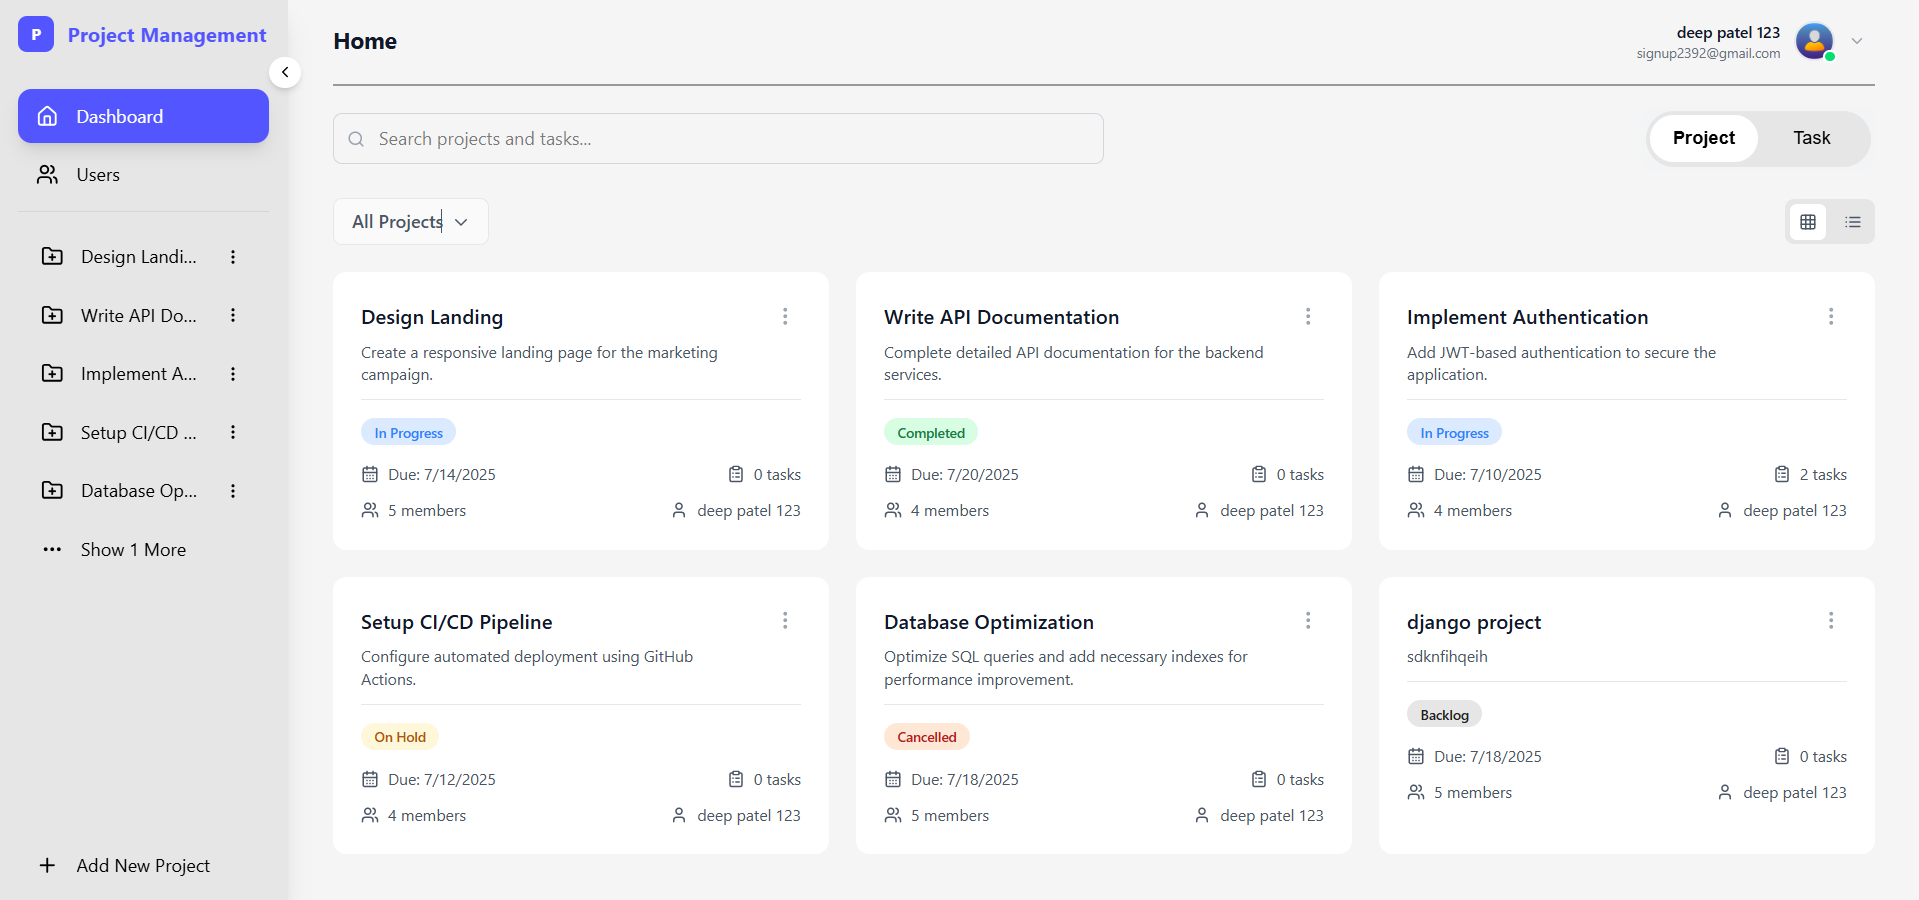 P Project Management
Dashboard
Users
Design Landi...
Write API Do...
Implement A...
Setup CI/CD ...
Database Op...
Show 1 More
Add New Project
Home
deep patel 123
signup2392@gmail.com
Search projects and tasks...
Project Task
All Projects
Design Landing
Create a responsive landing page for the marketing
campaign.
In Progress
Due: 7/14/2025 0 tasks
5 members deep patel 123
Write API Documentation
Complete detailed API documentation for the backend
services.
Completed
Due: 7/20/2025 0 tasks
4 members deep patel 123
Implement Authentication
Add JWT-based authentication to secure the
application.
In Progress
Due: 7/10/2025 2 tasks
4 members deep patel 123
Setup CI/CD Pipeline
Configure automated deployment using GitHub
Actions.
On Hold
Due: 7/12/2025 0 tasks
4 members deep patel 123
Database Optimization
Optimize SQL queries and add necessary indexes for
performance improvement.
Cancelled
Due: 7/18/2025 0 tasks
5 members deep patel 123
django project
sdknfihqeih
Backlog
Due: 7/18/2025 0 tasks
5 members deep patel 123